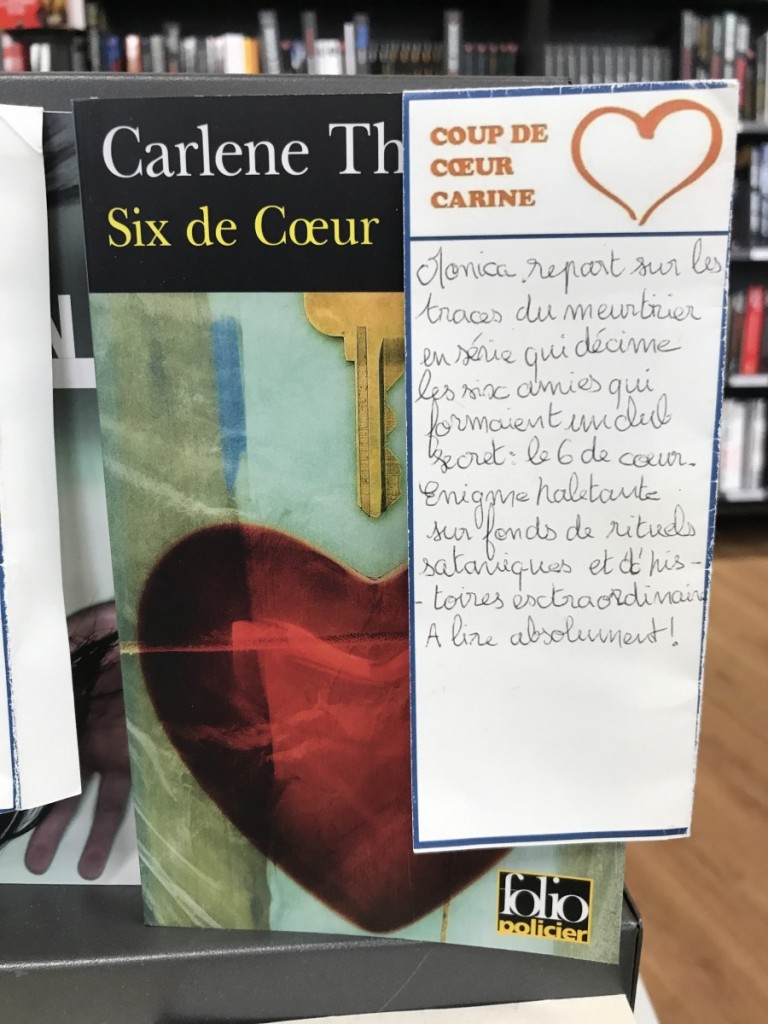 Carlene Th
Six de Cœur
COUP DE
CŒUR
CARINE
Monica repart sur les
traces du meurtrier
en série qui décime
les six amies qui
formaient un club
secret : le 6 de cœur.
Enigme haletante
sur fonds de rituels
sataniques et d'his-
-toires esctraordinaire
A lire absolument !
folio
policier